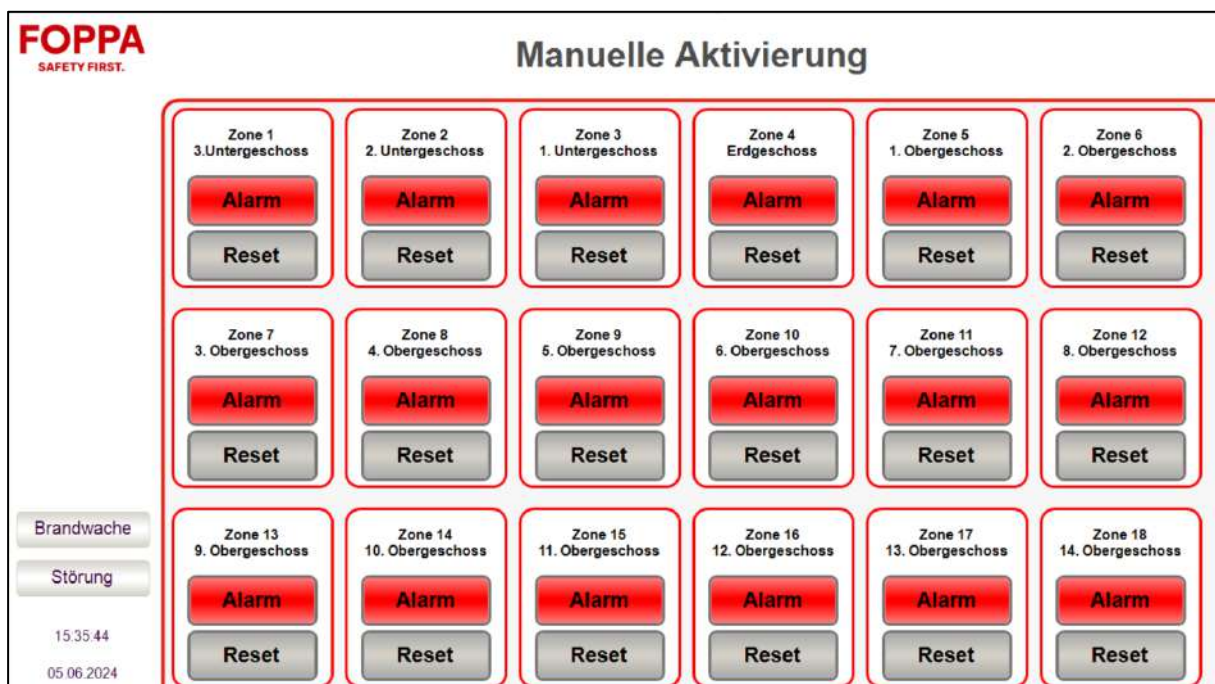 FOPPA
SAFETY FIRST.
Manuelle Aktivierung
Zone 1
3.Untergeschoss
Alarm
Reset
Zone 2
2. Untergeschoss
Alarm
Reset
Zone 3
1. Untergeschoss
Alarm
Reset
Zone 4
Erdgeschoss
Alarm
Reset
Zone 5
1. Obergeschoss
Alarm
Reset
Zone 6
2. Obergeschoss
Alarm
Reset
Zone 7
3. Obergeschoss
Alarm
Reset
Zone 8
4. Obergeschoss
Alarm
Reset
Zone 9
5. Obergeschoss
Alarm
Reset
Zone 10
6. Obergeschoss
Alarm
Reset
Zone 11
7. Obergeschoss
Alarm
Reset
Zone 12
8. Obergeschoss
Alarm
Reset
Zone 13
9. Obergeschoss
Alarm
Reset
Zone 14
10. Obergeschoss
Alarm
Reset
Zone 15
11. Obergeschoss
Alarm
Reset
Zone 16
12. Obergeschoss
Alarm
Reset
Zone 17
13. Obergeschoss
Alarm
Reset
Zone 18
14. Obergeschoss
Alarm
Reset
Brandwache
Störung
15:35:44
05.06.2024